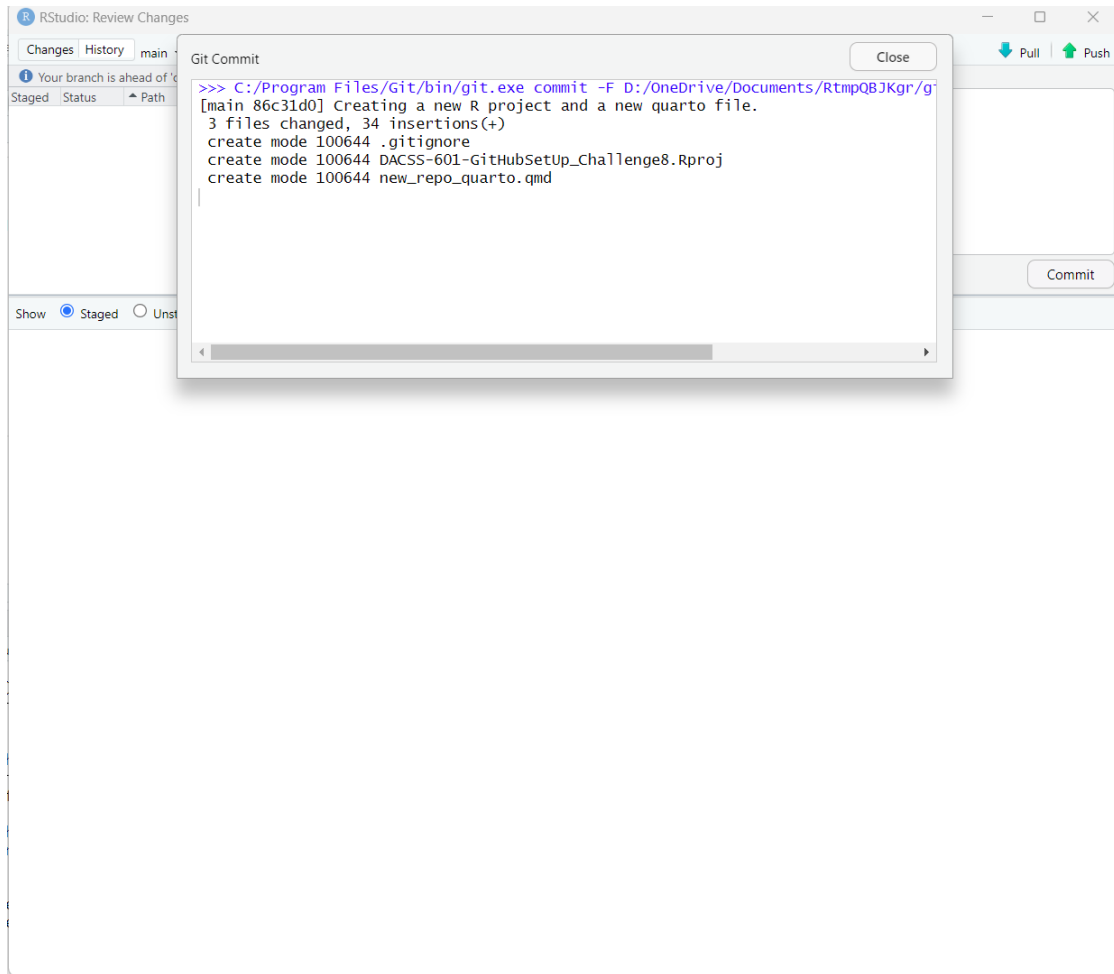 R RStudio: Review Changes
Changes History main
Pull Push
Your branch is ahead of 'o
Staged Status Path
Git Commit
Close
>>> C:/Program Files/Git/bin/git.exe commit -F D:/OneDrive/Documents/RtmpQBJKgr/g
[main 86c31d0] Creating a new R project and a new quarto file.
3 files changed, 34 insertions(+)
create mode 100644 .gitignore
create mode 100644 DACSS-601-GitHubSetUp_Challenge8.Rproj
create mode 100644 new_repo_quarto.qmd
Commit
Show Staged Unst